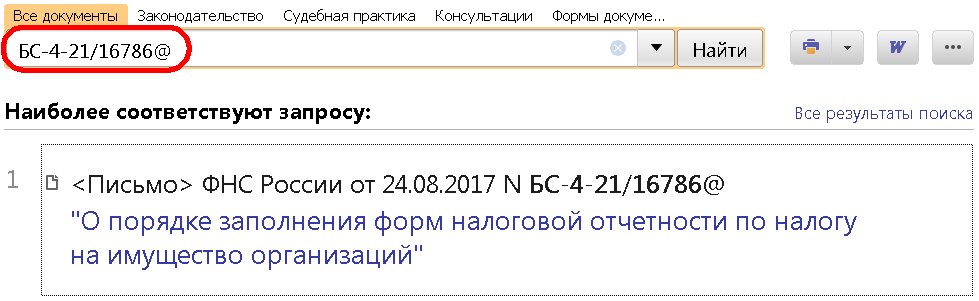 Все документы Законодательство Судебная практика Консультации Формы докуме...
БС-4-21/16786@ Найти W
Наиболее соответствуют запросу: Все результаты поиска
1 <Письмо> ФНС России от 24.08.2017 N БС-4-21/16786@
"О порядке заполнения форм налоговой отчетности по налогу
на имущество организаций"